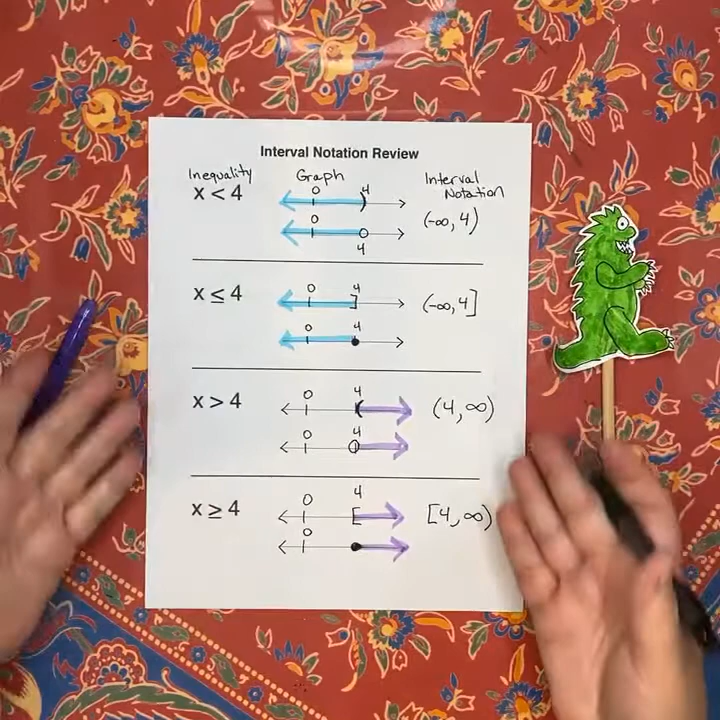 Interval Notation Review
Inequality Graph Interval Notation
x < 4
0 4
0
4
(-∞, 4)
x ≤ 4
0 4
0 4
(-∞, 4]
x > 4
0 4
0 4
(4, ∞)
x ≥ 4
0 4
0
[4, ∞)